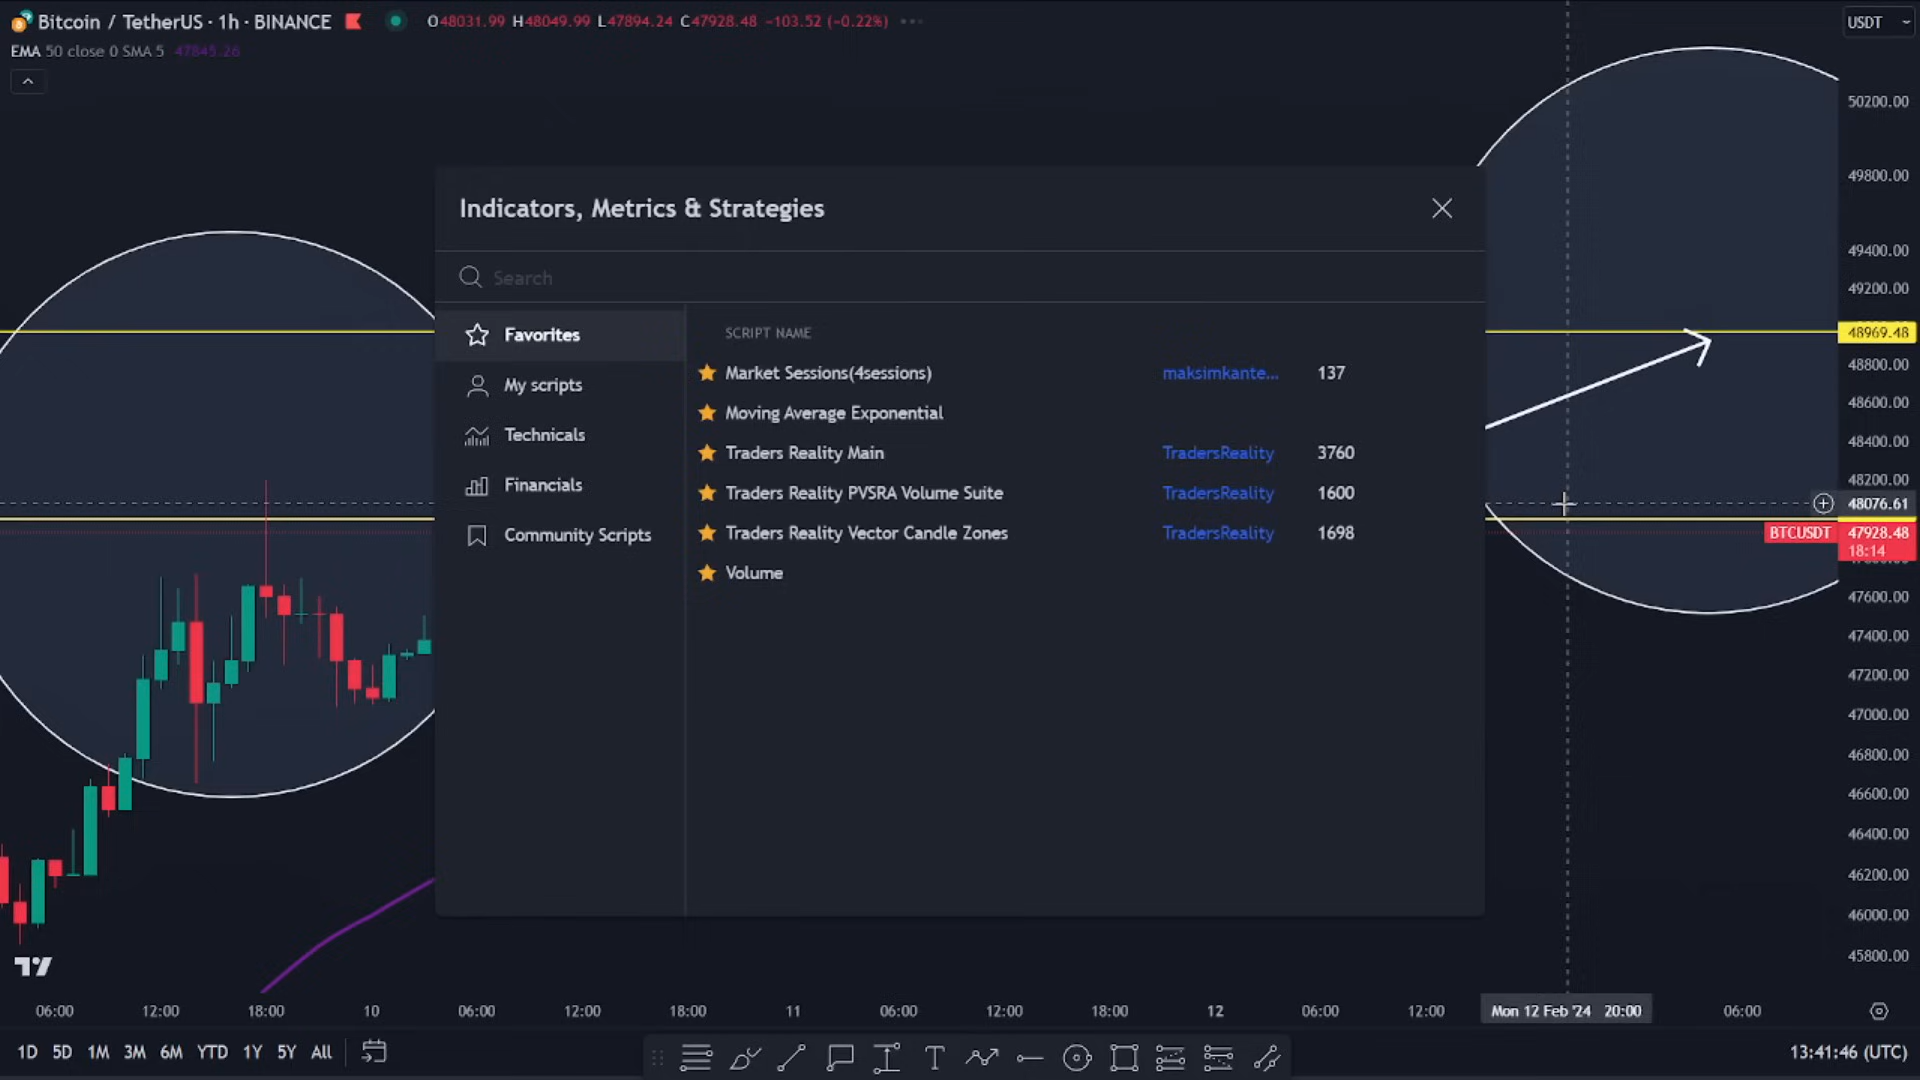 Bitcoin / TetherUS · 1h · BINANCE O48031.99 H48049.99 L47894.24 C47928.48 −103.52 (−0.22%)
USDT
EMA 50 close 0 SMA 5 47845.26
Indicators, Metrics & Strategies
Search
Favorites
My scripts
Technicals
Financials
Community Scripts
SCRIPT NAME
Market Sessions(4sessions) maksimkante... 137
Moving Average Exponential
Traders Reality Main TradersReality 3760
Traders Reality PVSRA Volume Suite TradersReality 1600
Traders Reality Vector Candle Zones TradersReality 1698
Volume
50200.00
49800.00
49400.00
49200.00
48969.48
48800.00
48600.00
48400.00
48200.00
48076.61
BTCUSDT 47928.48
18:14
47600.00
47400.00
47200.00
47000.00
46800.00
46600.00
46400.00
46200.00
46000.00
45800.00
06:00 12:00 18:00 10 06:00 12:00 18:00 11 06:00 12:00 18:00 12 06:00 12:00 Mon 12 Feb '24 20:00 06:00
1D 5D 1M 3M 6M YTD 1Y 5Y All
13:41:46 (UTC)